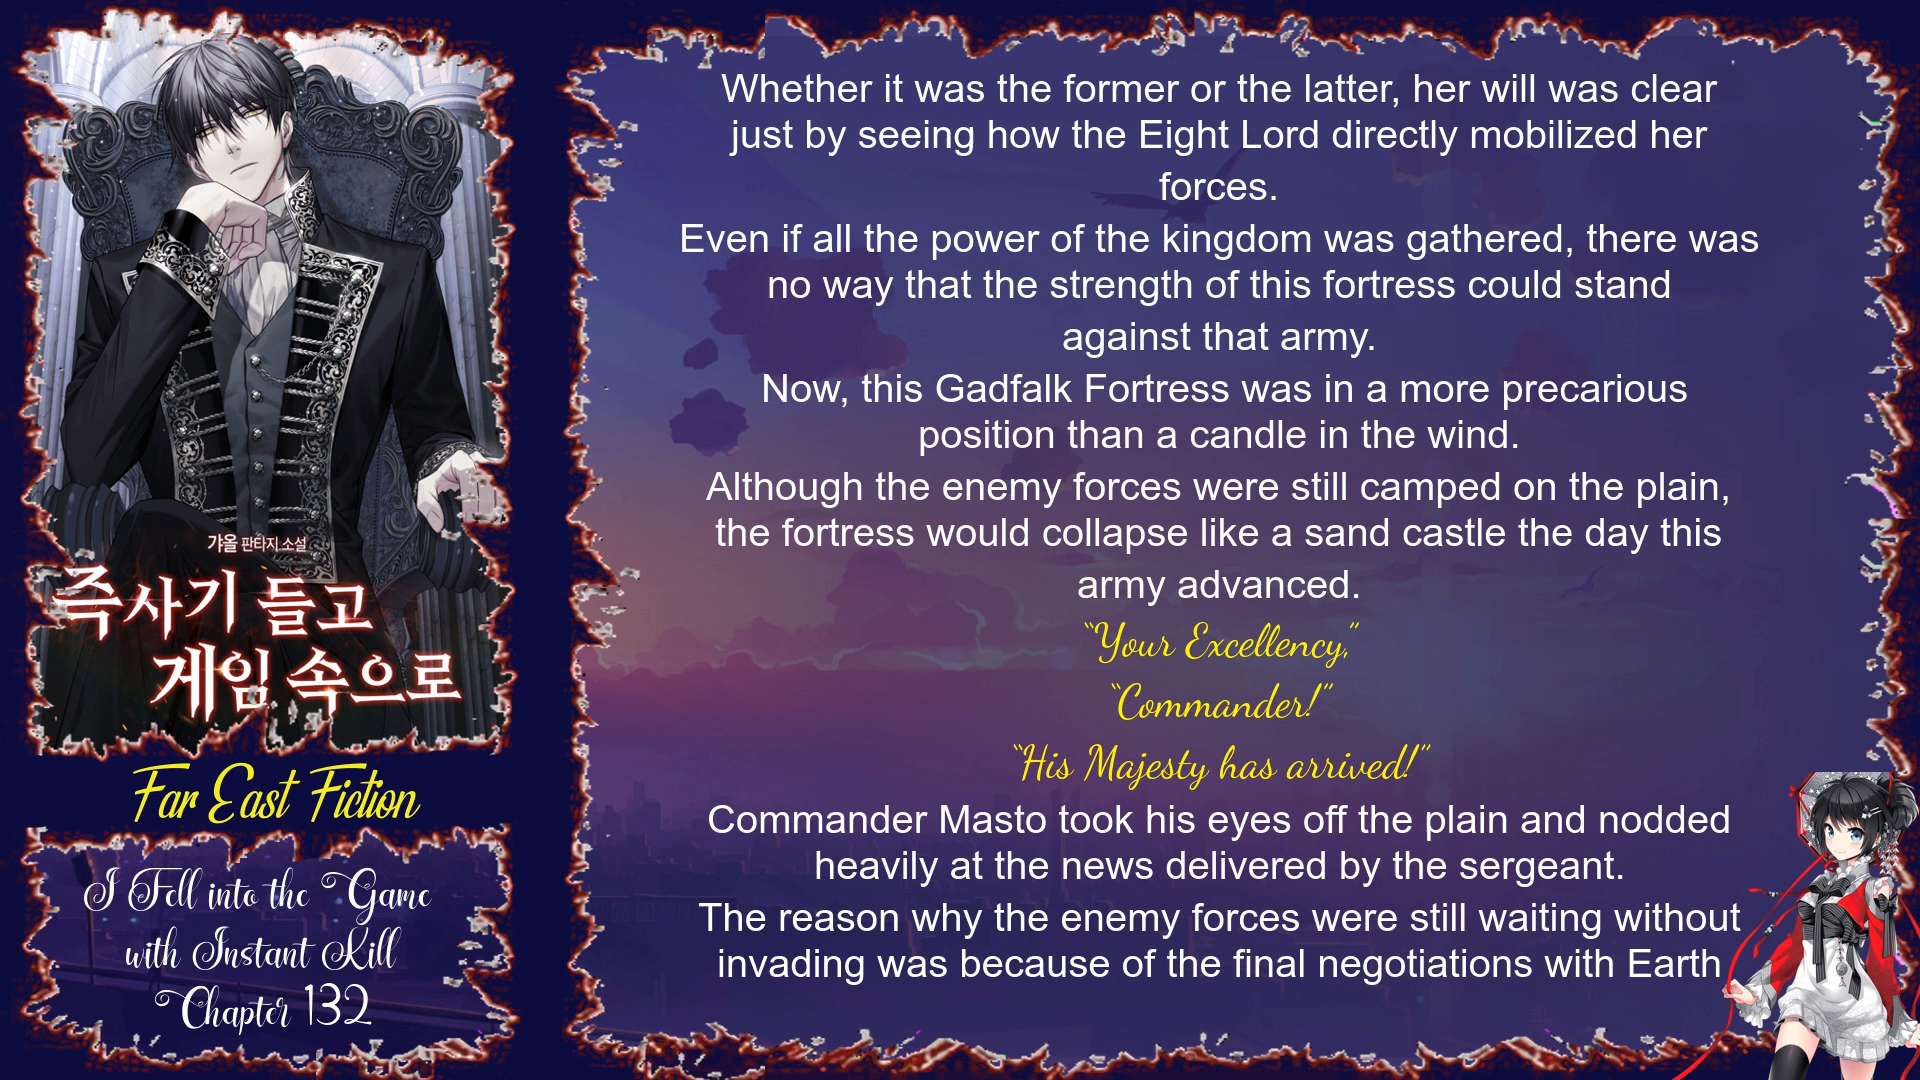 갸올 판타지 소설
즉사기 들고
게임 속으로
Far East Fiction
I Fell into the Game
with Instant Kill
Chapter 132
Whether it was the former or the latter, her will was clear
just by seeing how the Eight Lord directly mobilized her
forces.
Even if all the power of the kingdom was gathered, there was
no way that the strength of this fortress could stand
against that army.
Now, this Gadfalk Fortress was in a more precarious
position than a candle in the wind.
Although the enemy forces were still camped on the plain,
the fortress would collapse like a sand castle the day this
army advanced.
“Your Excellency,”
“Commander!”
“His Majesty has arrived!”
Commander Masto took his eyes off the plain and nodded
heavily at the news delivered by the sergeant.
The reason why the enemy forces were still waiting without
invading was because of the final negotiations with Earth